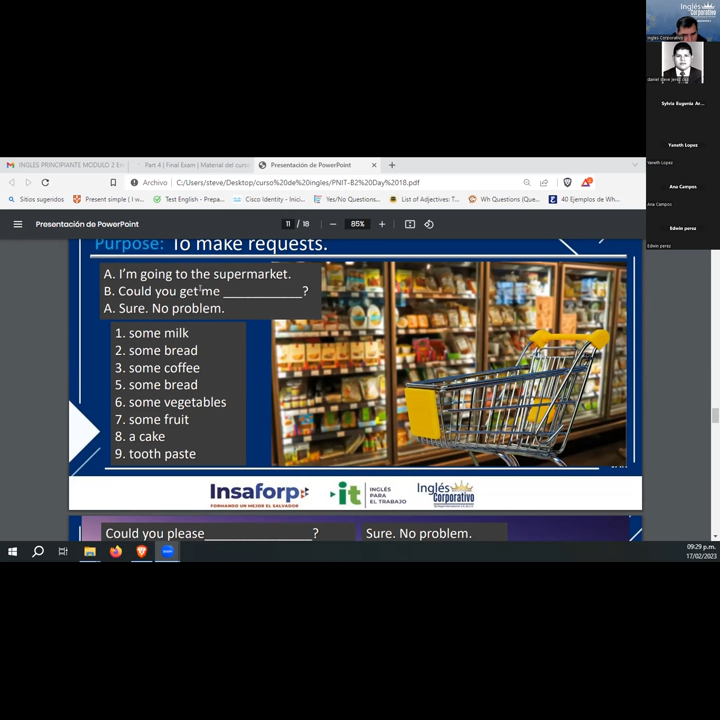 Inglés
Corporativo
Ingles Corporativo
daniel steve jerez
Sylvia Eugenia Ar...
Yaneth Lopez
Yaneth Lopez
Ana Campos
Ana Campos
Edwin perez
Edwin perez
INGLES PRINCIPIANTE MODULO 2 En
Part 4 | Final Exam | Material del curs
Presentación de PowerPoint
Archivo
C:/Users/steve/Desktop/curso%20de%20ingles/PNIT-B2%20Day%2018.pdf
Sitios sugeridos
Present simple ( I w...
Test English - Prepa...
Cisco Identity - Inici...
Yes/No Questions...
List of Adjectives: T...
Wh Questions (Que...
40 Ejemplos de Wh...
Presentación de PowerPoint
11 / 18
85%
Purpose: To make requests.
A. I'm going to the supermarket.
B. Could you get me ____________?
A. Sure. No problem.
1. some milk
2. some bread
3. some coffee
5. some bread
6. some vegetables
7. some fruit
8. a cake
9. tooth paste
Insaforp
FORMANDO UN MEJOR EL SALVADOR
it
INGLÉS
PARA EL
TRABAJO
Inglés
Corporativo
Could you please________________?
Sure. No problem.
09:29 p.m.
17/02/2023